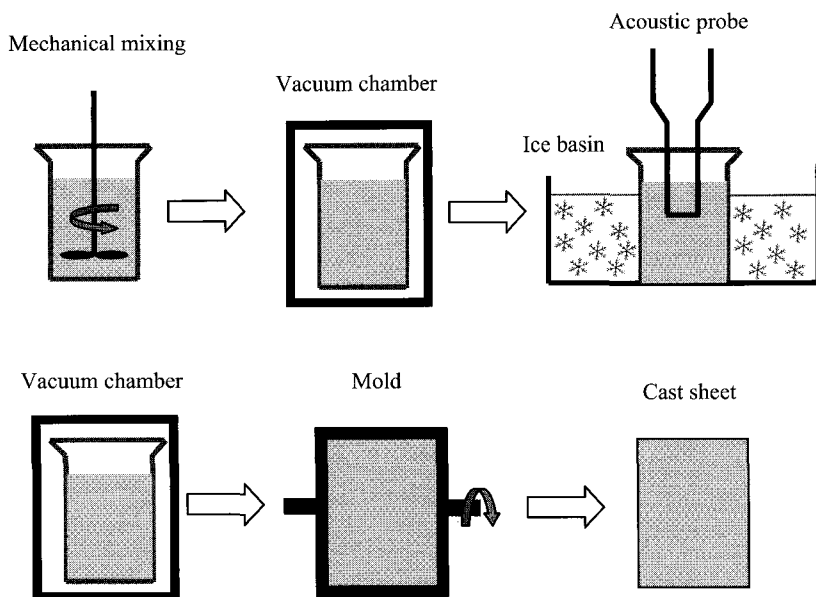 Mechanical mixing
Vacuum chamber
Acoustic probe
Ice basin
Vacuum chamber
Mold
Cast sheet